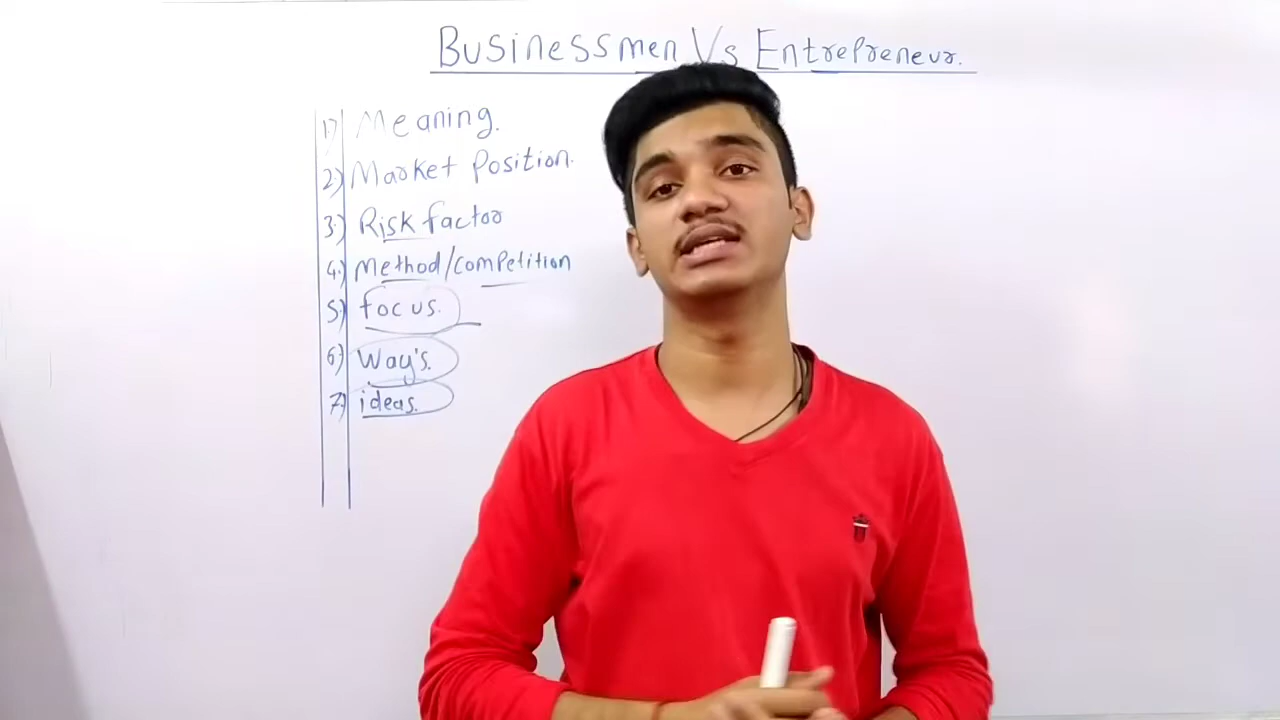 Businessmen Vs Entrepreneur.
1) Meaning.
2) Market Position.
3.) Risk factor
4.) Method/competition
5.) focus.
6) Way's.
7) ideas.